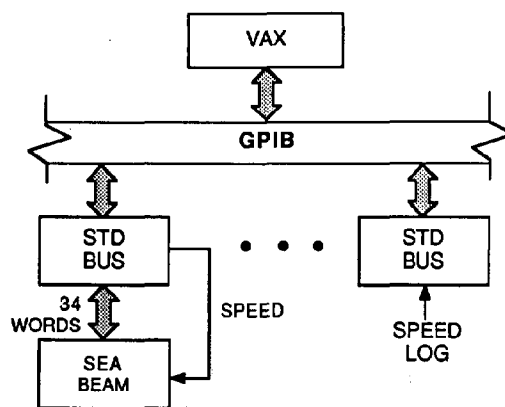 VAX
GPIB
STD
BUS
STD
BUS
SPEED
34
WORDS
SPEED
LOG
SEA
BEAM